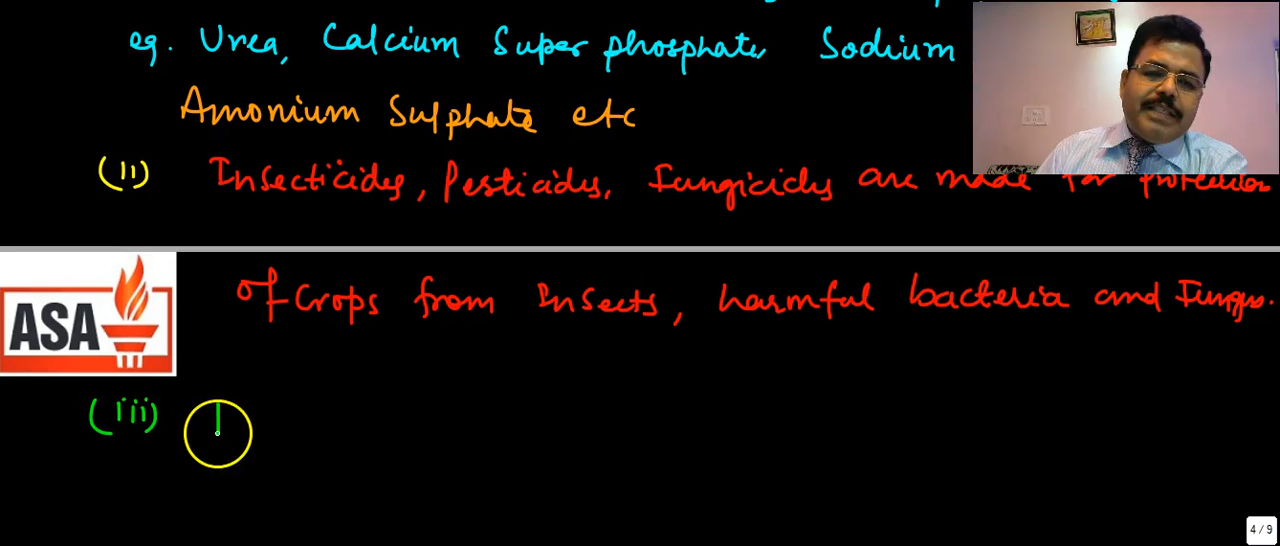 eg. Urea, Calcium Super phosphate, Sodium
Amonium Sulphate etc
(ii) Insecticides, Pesticides, Fungicides are made for protection
ASA
of Crops from Insects, harmful bacteria and Fungus.
(iii)
4 / 9